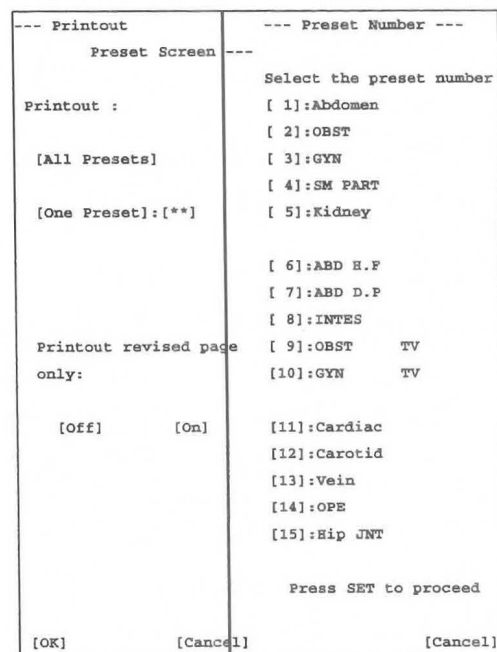 --- Printout
Preset Screen ---
Printout :
[All Presets]
[One Preset]:[**]
Printout revised page
only:
[Off] [On]
[OK] [Cancel]
--- Preset Number ---
Select the preset number
[ 1]:Abdomen
[ 2]:OBST
[ 3]:GYN
[ 4]:SM PART
[ 5]:Kidney
[ 6]:ABD H.F
[ 7]:ABD D.P
[ 8]:INTES
[ 9]:OBST TV
[10]:GYN TV
[11]:Cardiac
[12]:Carotid
[13]:Vein
[14]:OPE
[15]:Hip JNT
Press SET to proceed
[Cancel]